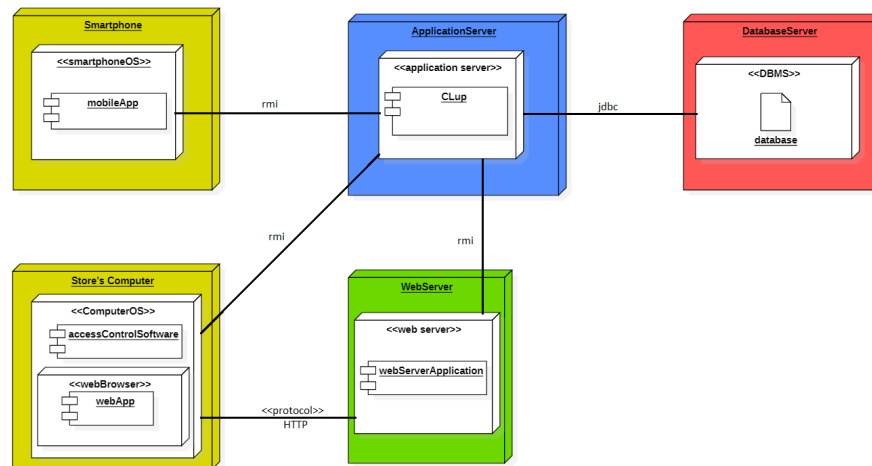 Smartphone
<<smartphoneOS>>
mobileApp
rmi
ApplicationServer
<<application server>>
CLup
jdbc
DatabaseServer
<<DBMS>>
database
rmi
rmi
Store's Computer
<<ComputerOS>>
accessControlSoftware
<<webBrowser>>
webApp
<<protocol>>
HTTP
WebServer
<<web server>>
webServerApplication